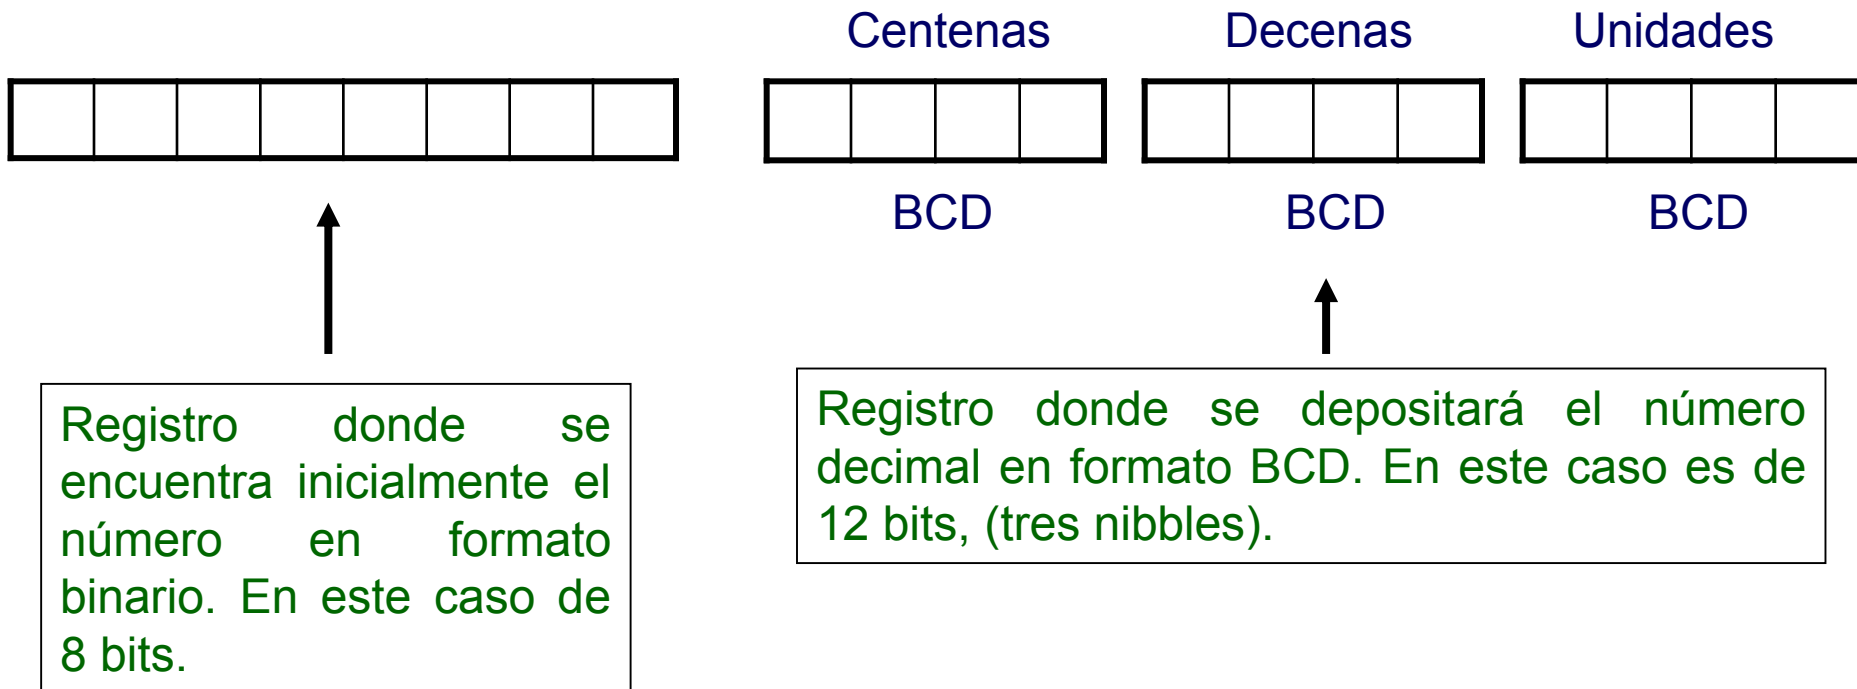 Centenas Decenas Unidades
BCD BCD BCD
Registro donde se
encuentra inicialmente el
número en formato
binario. En este caso de
8 bits.
Registro donde se depositará el número
decimal en formato BCD. En este caso es de
12 bits, (tres nibbles).